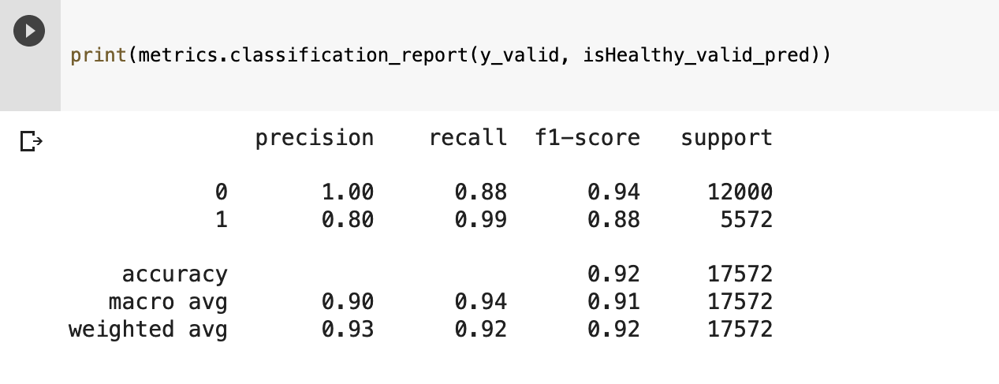 print(metrics.classification_report(y_valid, isHealthy_valid_pred))
precision recall f1-score support
0 1.00 0.88 0.94 12000
1 0.80 0.99 0.88 5572
accuracy 0.92 17572
macro avg 0.90 0.94 0.91 17572
weighted avg 0.93 0.92 0.92 17572